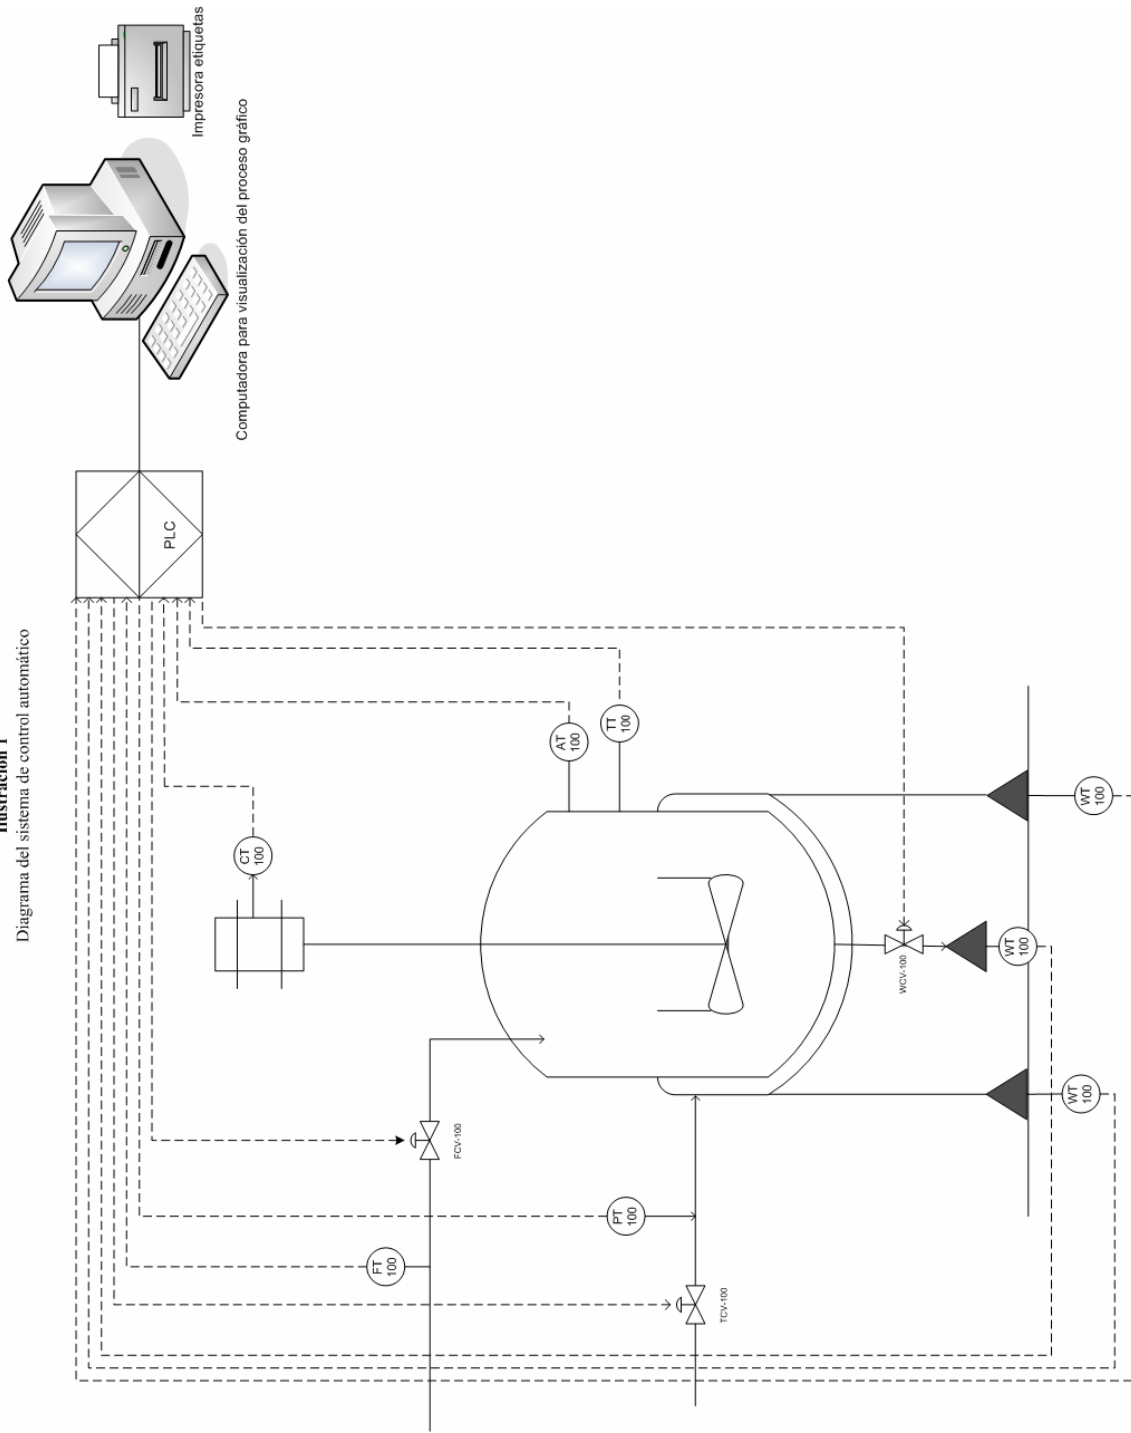 Ilustración 1
Diagrama del sistema de control automático
Impresora etiquetas
Computadora para visualización del proceso gráfico
PLC
CT
100
AT
100
TT
100
FCV-100
FT
100
PT
100
TCV-100
WCV-100
WT
100
WT
100
WT
100